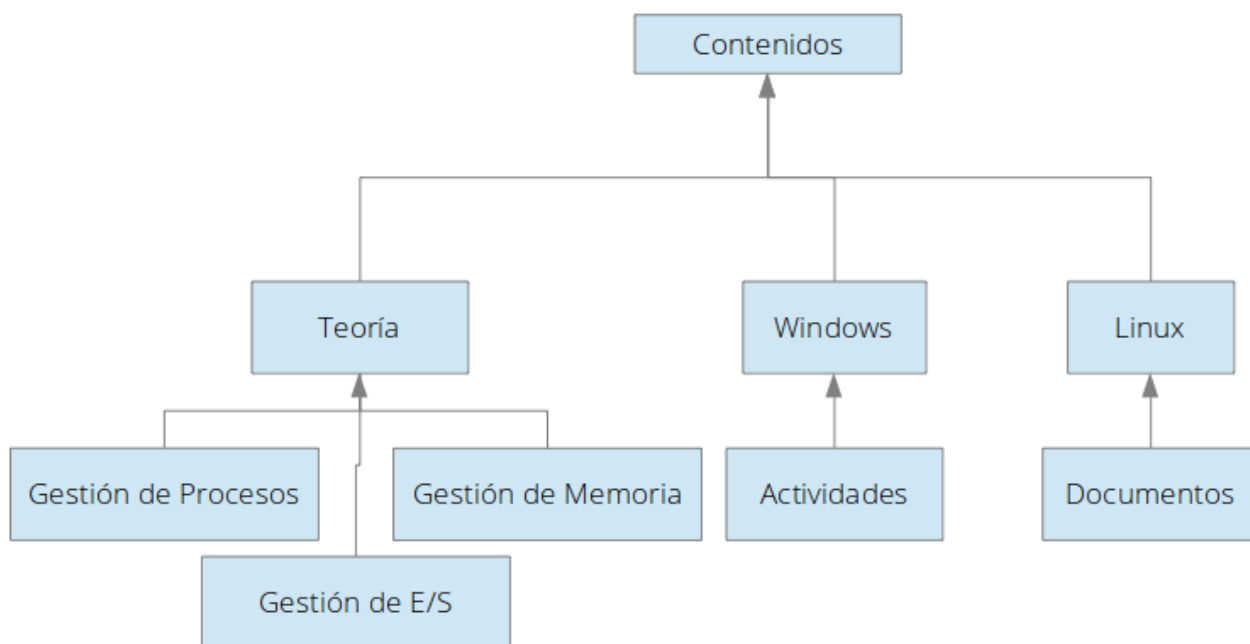 Contenidos
Teoría
Windows
Linux
Gestión de Procesos
Gestión de Memoria
Actividades
Documentos
Gestión de E/S